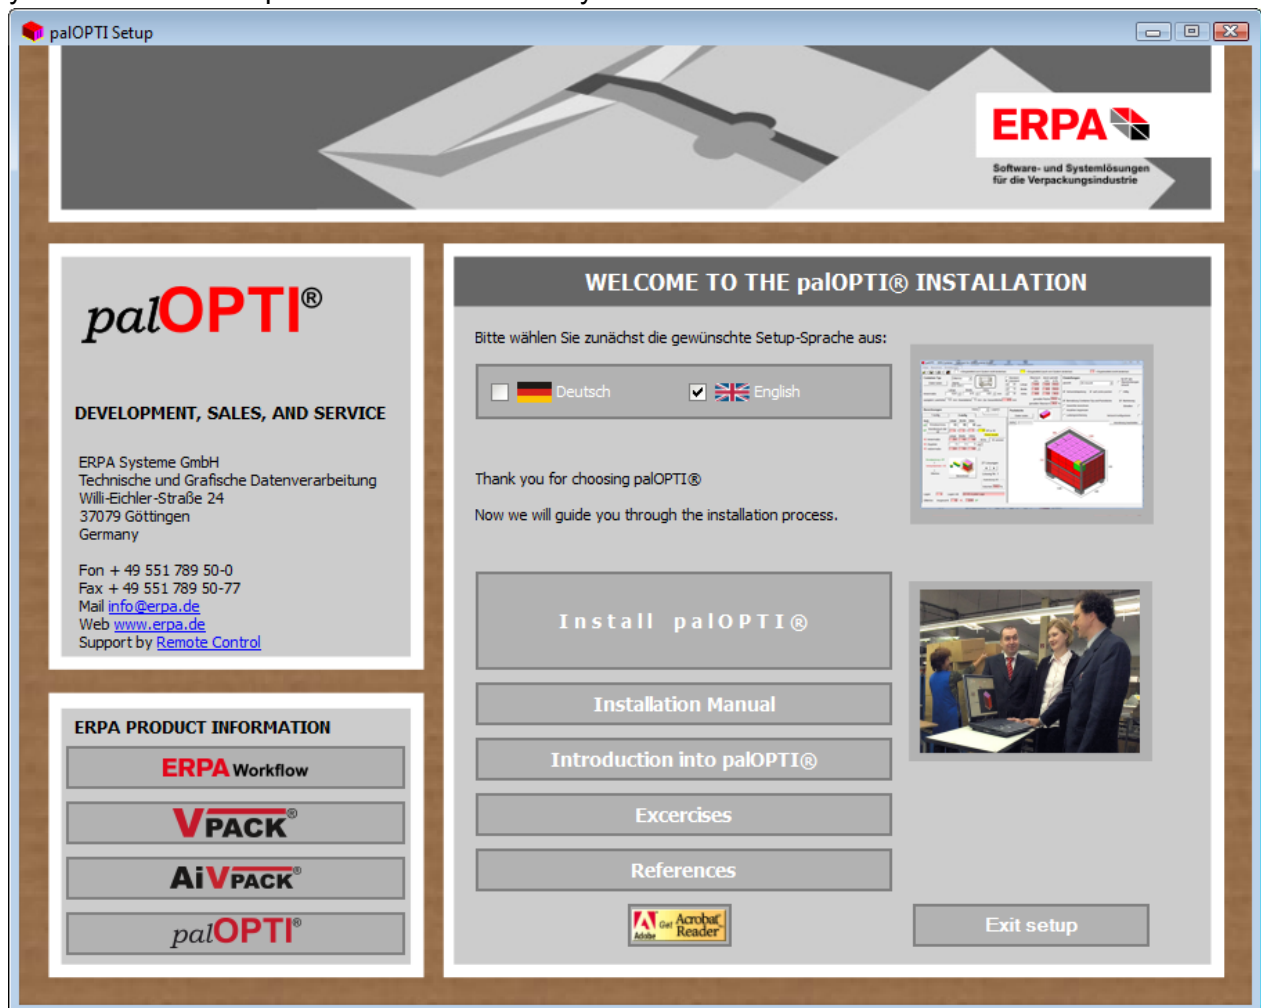 palOPTI Setup
ERPA
Software- und Systemlösungen
für die Verpackungsindustrie
palOPTI®
DEVELOPMENT, SALES, AND SERVICE
ERPA Systeme GmbH
Technische und Grafische Datenverarbeitung
Willi-Eichler-Straße 24
37079 Göttingen
Germany
Fon + 49 551 789 50-0
Fax + 49 551 789 50-77
Mail info@erpa.de
Web www.erpa.de
Support by Remote Control
ERPA PRODUCT INFORMATION
ERPA Workflow
VPACK®
AiVPACK®
palOPTI®
WELCOME TO THE palOPTI® INSTALLATION
Bitte wählen Sie zunächst die gewünschte Setup-Sprache aus:
Deutsch English
Thank you for choosing palOPTI®
Now we will guide you through the installation process.
Install palOPTI®
Installation Manual
Introduction into palOPTI®
Excercises
References
Adobe Get Acrobat Reader
Exit setup